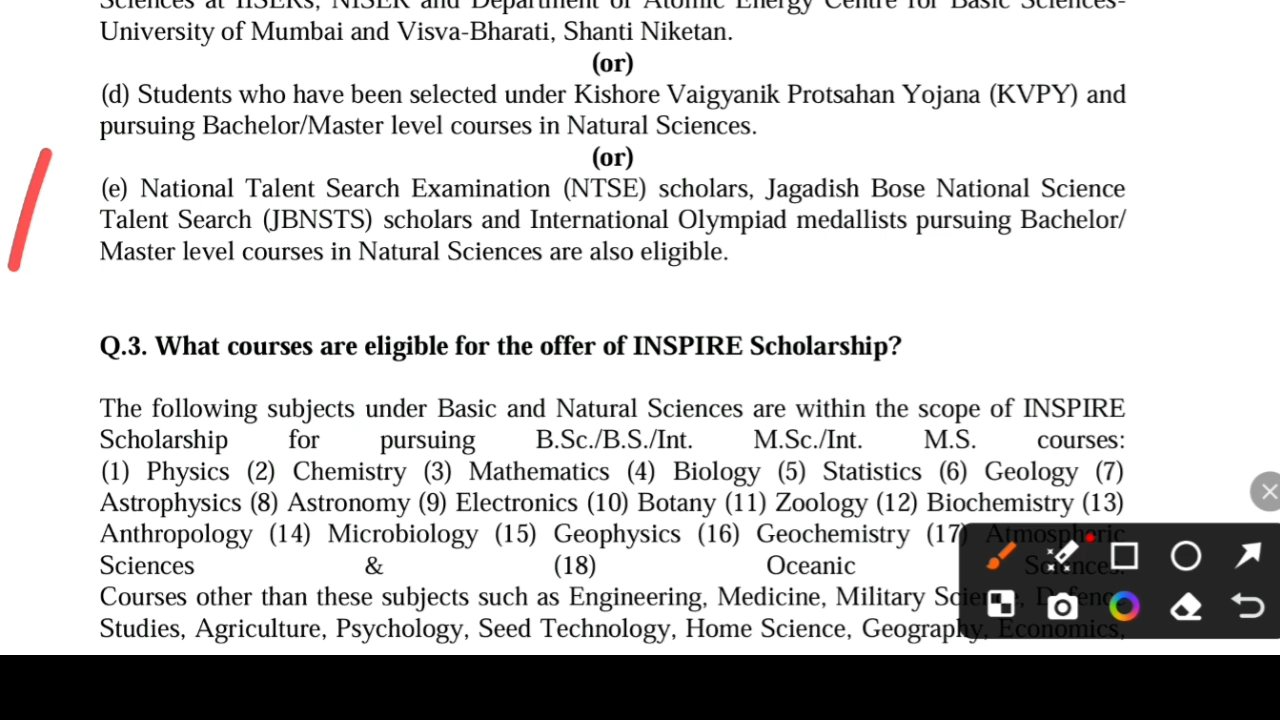 Sciences at IISERs, NISER and Department of Atomic Energy Centre for Basic Sciences-
University of Mumbai and Visva-Bharati, Shanti Niketan.
(or)
(d) Students who have been selected under Kishore Vaigyanik Protsahan Yojana (KVPY) and
pursuing Bachelor/Master level courses in Natural Sciences.
(or)
(e) National Talent Search Examination (NTSE) scholars, Jagadish Bose National Science
Talent Search (JBNSTS) scholars and International Olympiad medallists pursuing Bachelor/
Master level courses in Natural Sciences are also eligible.
Q.3. What courses are eligible for the offer of INSPIRE Scholarship?
The following subjects under Basic and Natural Sciences are within the scope of INSPIRE
Scholarship for pursuing B.Sc./B.S./Int. M.Sc./Int. M.S. courses:
(1) Physics (2) Chemistry (3) Mathematics (4) Biology (5) Statistics (6) Geology (7)
Astrophysics (8) Astronomy (9) Electronics (10) Botany (11) Zoology (12) Biochemistry (13)
Anthropology (14) Microbiology (15) Geophysics (16) Geochemistry (17) Atmospheric
Sciences & (18) Oceanic Sciences.
Courses other than these subjects such as Engineering, Medicine, Military Science, Defence
Studies, Agriculture, Psychology, Seed Technology, Home Science, Geography, Economics,